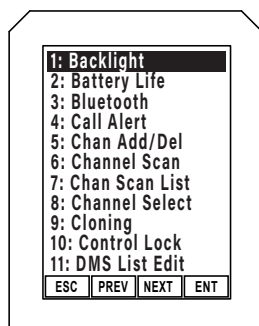 1: Backlight
2: Battery Life
3: Bluetooth
4: Call Alert
5: Chan Add/Del
6: Channel Scan
7: Chan Scan List
8: Channel Select
9: Cloning
10: Control Lock
11: DMS List Edit
ESC PREV NEXT ENT